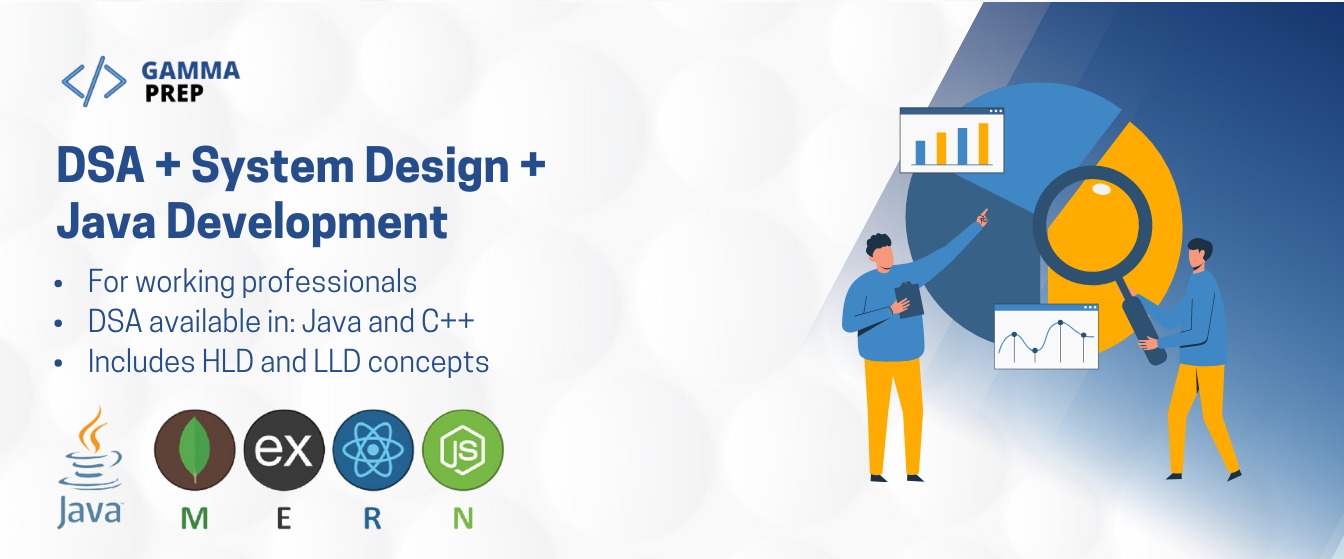 </> GAMMA
PREP
DSA + System Design +
Java Development
• For working professionals
• DSA available in: Java and C++
• Includes HLD and LLD concepts
ex
JS
Java™
M E R N